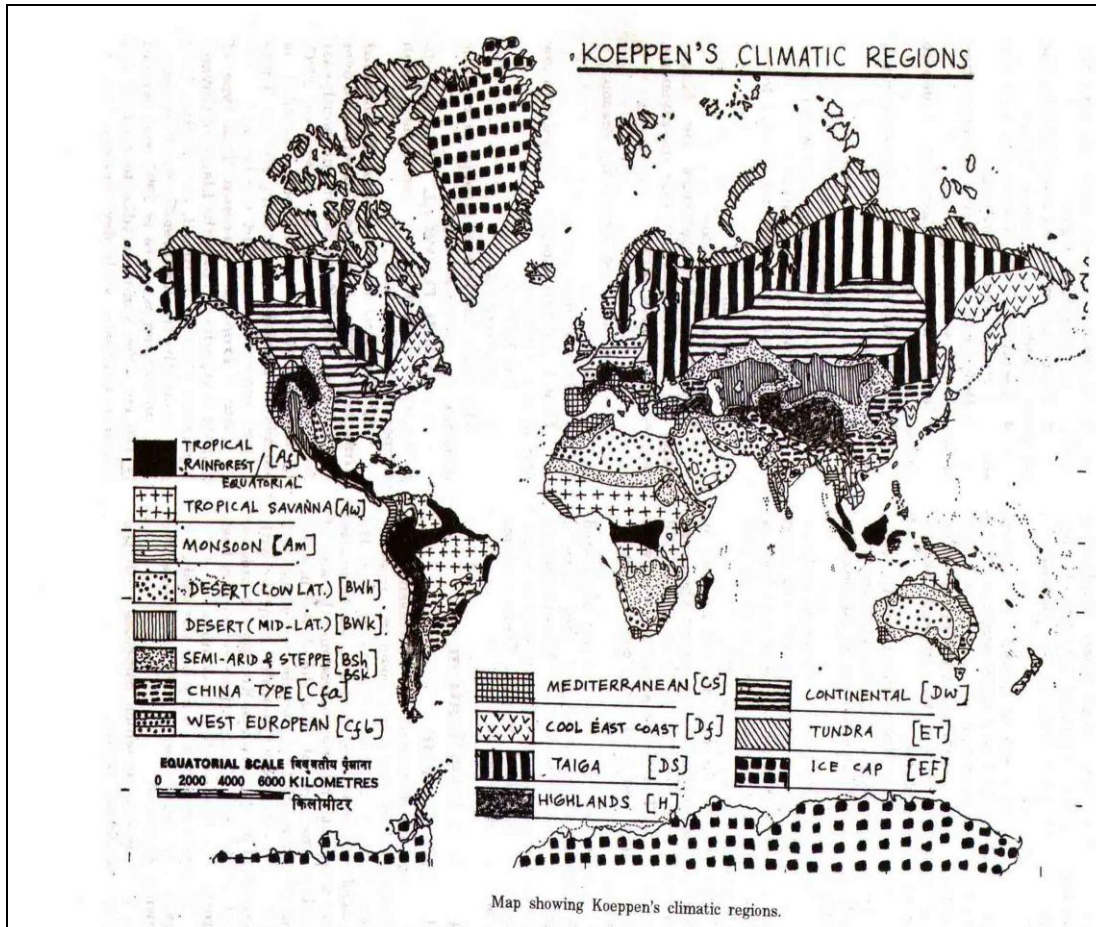 KOEPPEN'S CLIMATIC REGIONS
TROPICAL
RAINFOREST/ [Af]
EQUATORIAL
TROPICAL SAVANNA [Aw]
MONSOON [Am]
DESERT (LOW LAT.) [BWh]
DESERT (MID-LAT.) [BWk]
SEMI-ARID & STEPPE [BSh
BSk]
CHINA TYPE [Cfa]
WEST EUROPEAN [Cfb]
EQUATORIAL SCALE
0 2000 4000 6000 KILOMETRES
किलोमीटर
MEDITERRANEAN [CS]
COOL EAST COAST [Df]
TAIGA [DS]
HIGHLANDS [H]
CONTINENTAL [DW]
TUNDRA [ET]
ICE CAP [EF]
Map showing Koeppen's climatic regions.